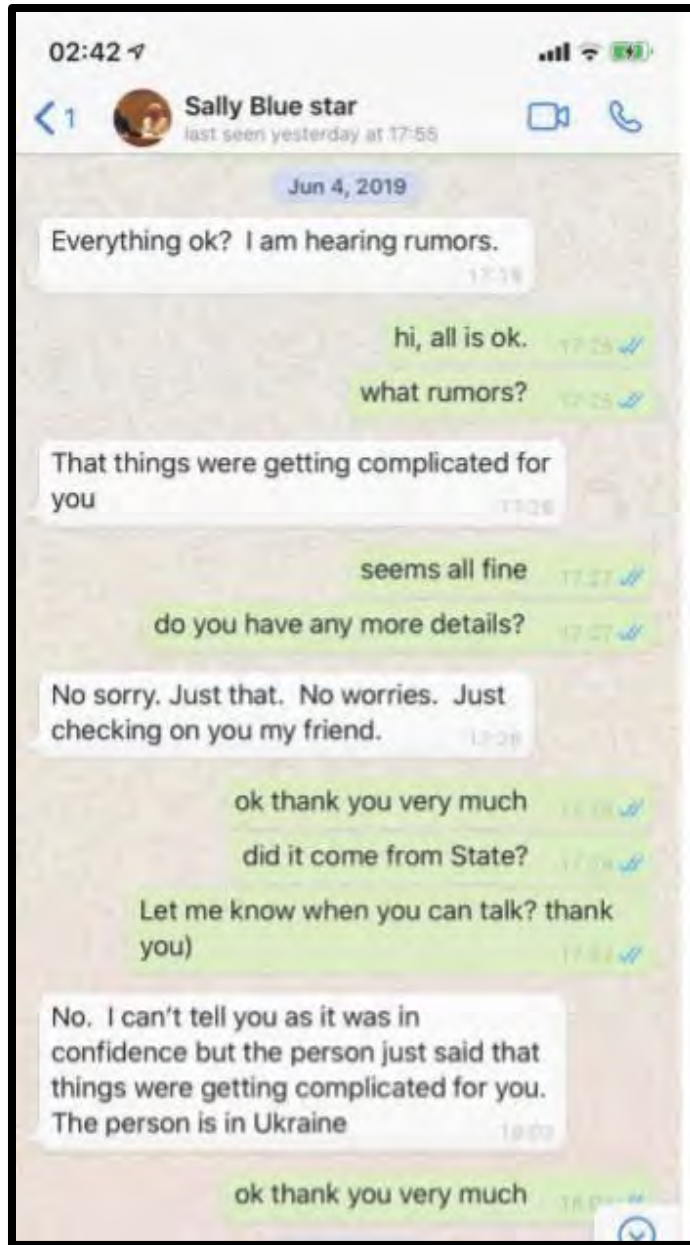 02:42
1
Sally Blue star
last seen yesterday at 17:55
Jun 4, 2019
Everything ok? I am hearing rumors.
hi, all is ok.
what rumors?
That things were getting complicated for
you
seems all fine
17:27
do you have any more details?
17:27
No sorry. Just that. No worries. Just
checking on you my friend.
ok thank you very much
did it come from State?
Let me know when you can talk? thank
you)
No. I can't tell you as it was in
confidence but the person just said that
things were getting complicated for you.
The person is in Ukraine
ok thank you very much